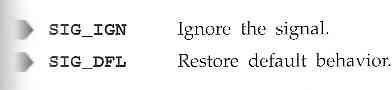 SIG_IGN Ignore the signal.
SIG_DFL Restore default behavior.